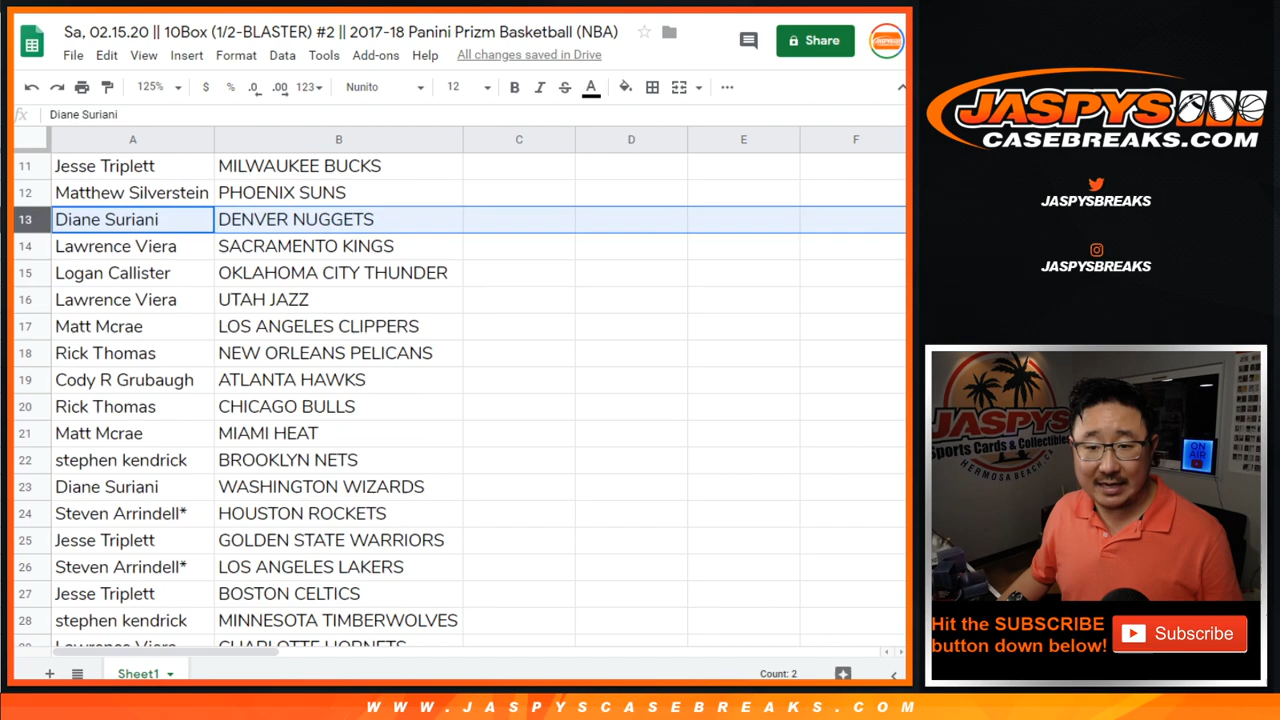 Sa, 02.15.20 || 10Box (1/2-BLASTER) #2 || 2017-18 Panini Prizm Basketball (NBA)
File Edit View Insert Format Data Tools Add-ons Help All changes saved in Drive
Share
125% $ % .0 .00 123 Nunito 12 B I S A
fx Diane Suriani
A B C D E F
11 Jesse Triplett MILWAUKEE BUCKS
12 Matthew Silverstein PHOENIX SUNS
13 Diane Suriani DENVER NUGGETS
14 Lawrence Viera SACRAMENTO KINGS
15 Logan Callister OKLAHOMA CITY THUNDER
16 Lawrence Viera UTAH JAZZ
17 Matt Mcrae LOS ANGELES CLIPPERS
18 Rick Thomas NEW ORLEANS PELICANS
19 Cody R Grubaugh ATLANTA HAWKS
20 Rick Thomas CHICAGO BULLS
21 Matt Mcrae MIAMI HEAT
22 stephen kendrick BROOKLYN NETS
23 Diane Suriani WASHINGTON WIZARDS
24 Steven Arrindell* HOUSTON ROCKETS
25 Jesse Triplett GOLDEN STATE WARRIORS
26 Steven Arrindell* LOS ANGELES LAKERS
27 Jesse Triplett BOSTON CELTICS
28 stephen kendrick MINNESOTA TIMBERWOLVES
Lawrence Viera CHARLOTTE HORNETS
Sheet1
Count: 2
JASPYS
CASEBREAKS.COM
JASPYSBREAKS
JASPYSBREAKS
JASPYS
Sports Cards & Collectibles
HERMOSA BEACH
ON
AIR
Hit the SUBSCRIBE
button down below!
Subscribe
WWW.JASPYSCASEBREAKS.COM